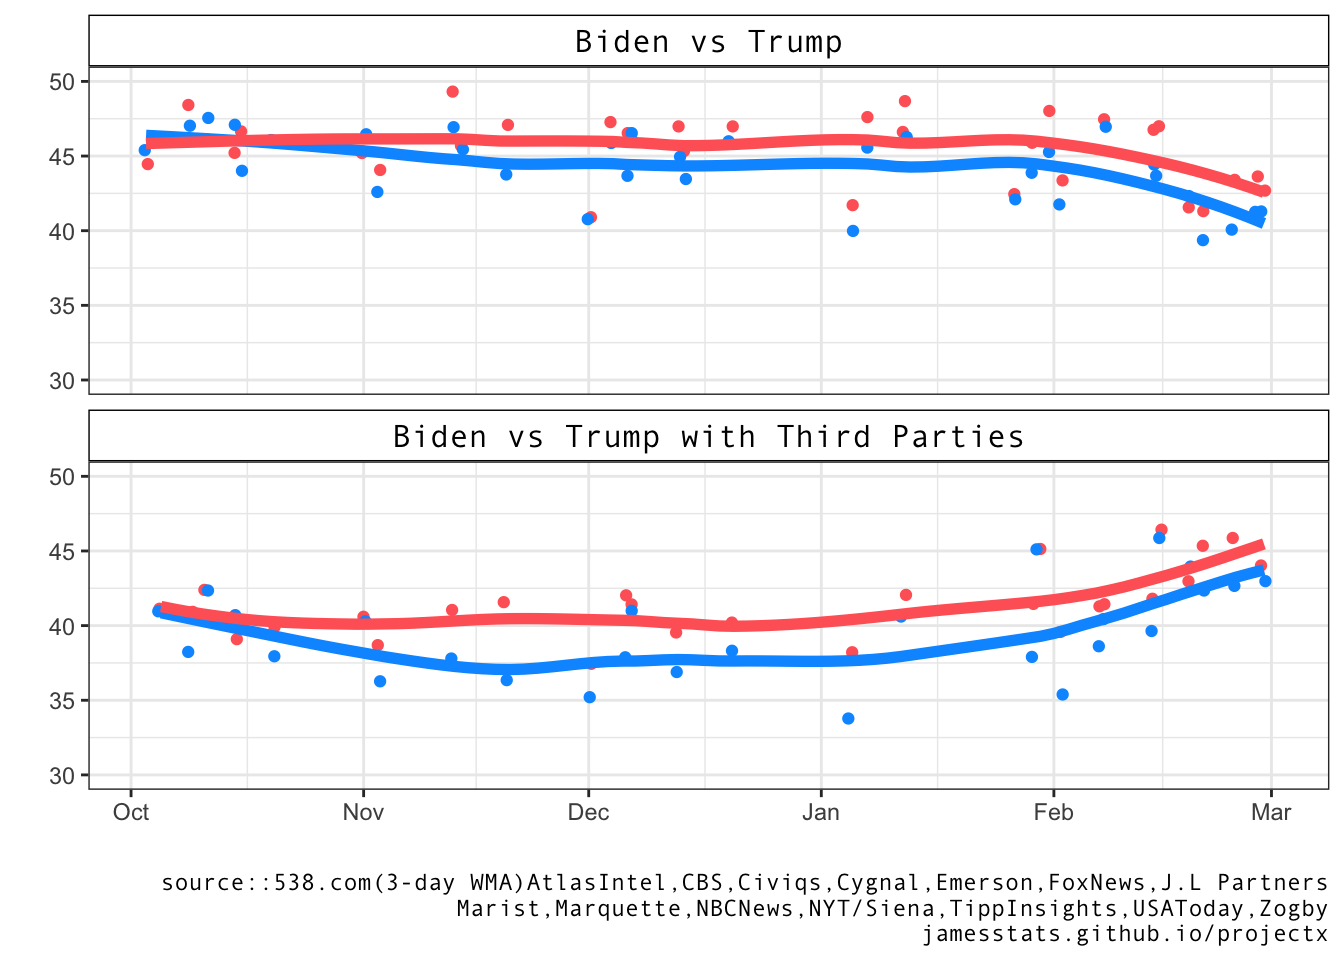 Biden vs Trump
50
45
40
35
30
Biden vs Trump with Third Parties
50
45
40
35
30
Oct Nov Dec Jan Feb Mar
source::538.com(3-day WMA)AtlasIntel,CBS,Civiqs,Cygnal,Emerson,FoxNews,J.L Partners
Marist,Marquette,NBCNews,NYT/Siena,TippInsights,USAToday,Zogby
jamesstats.github.io/projectx